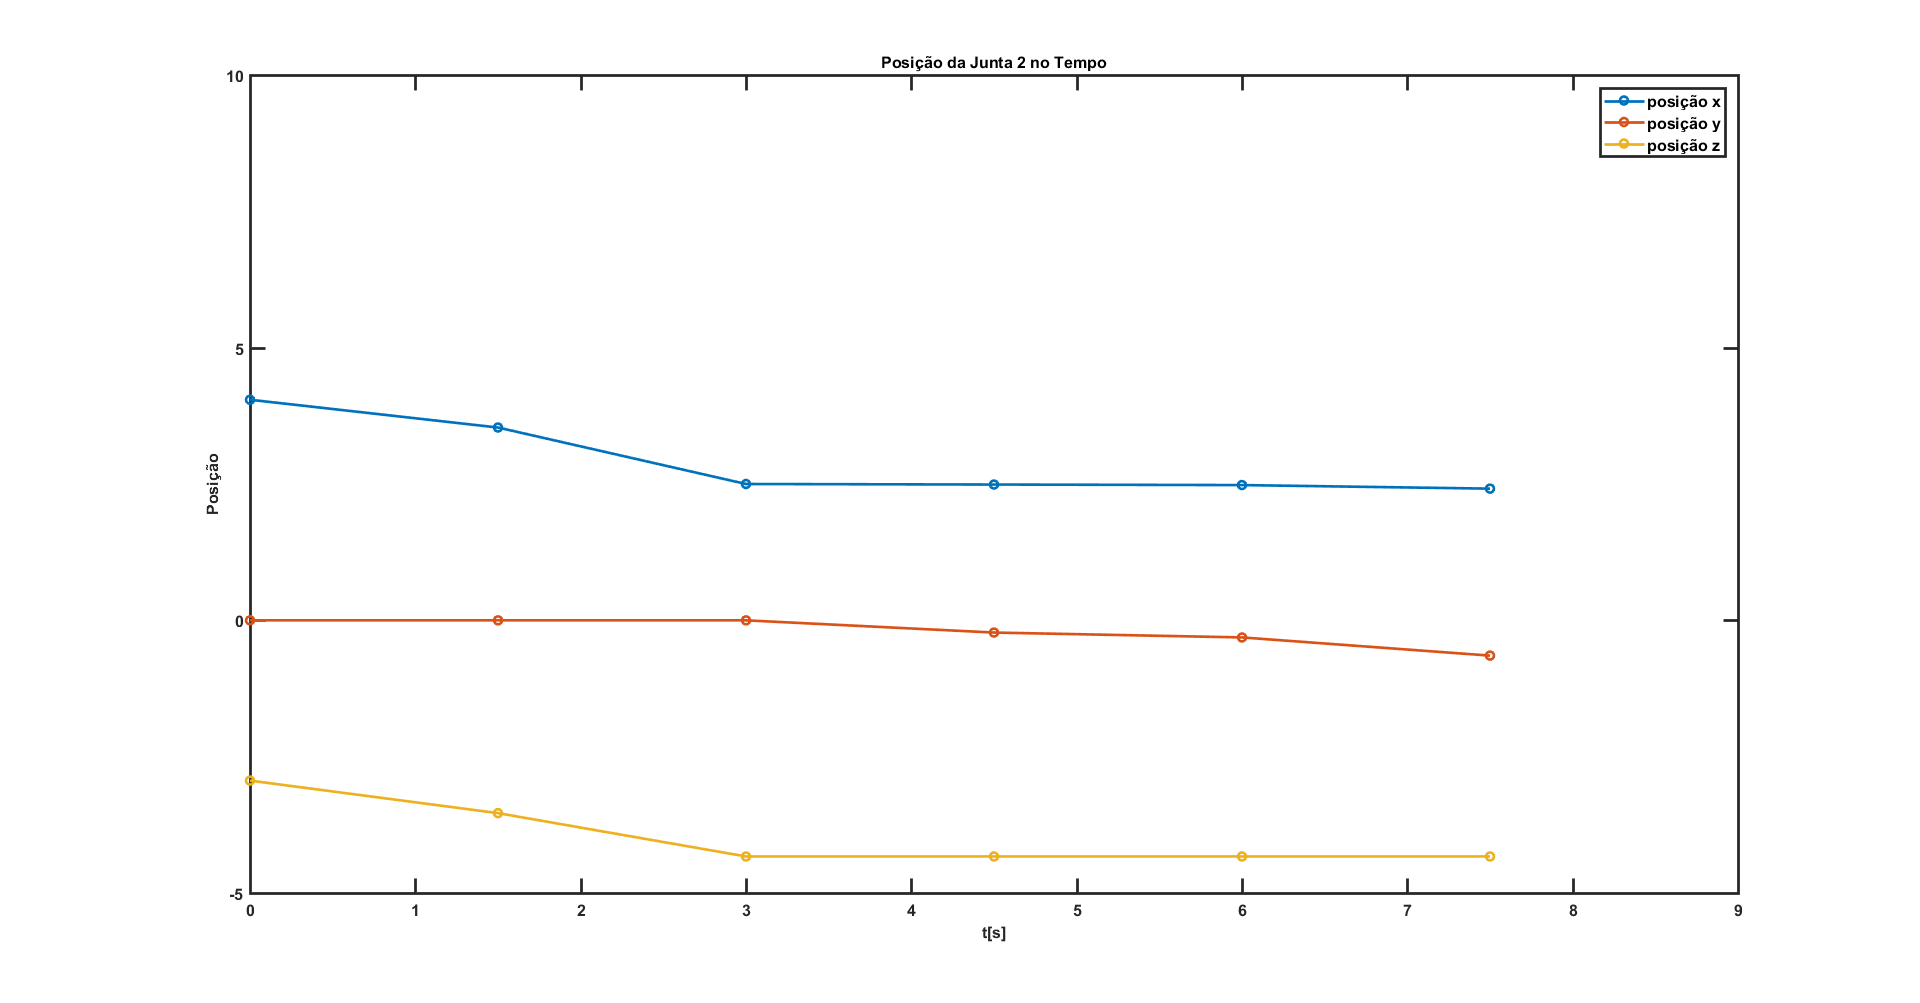 Posição da Junta 2 no Tempo
10
5
0
-5
Posição
posição x
posição y
posição z
0 1 2 3 4 5 6 7 8 9
t[s]